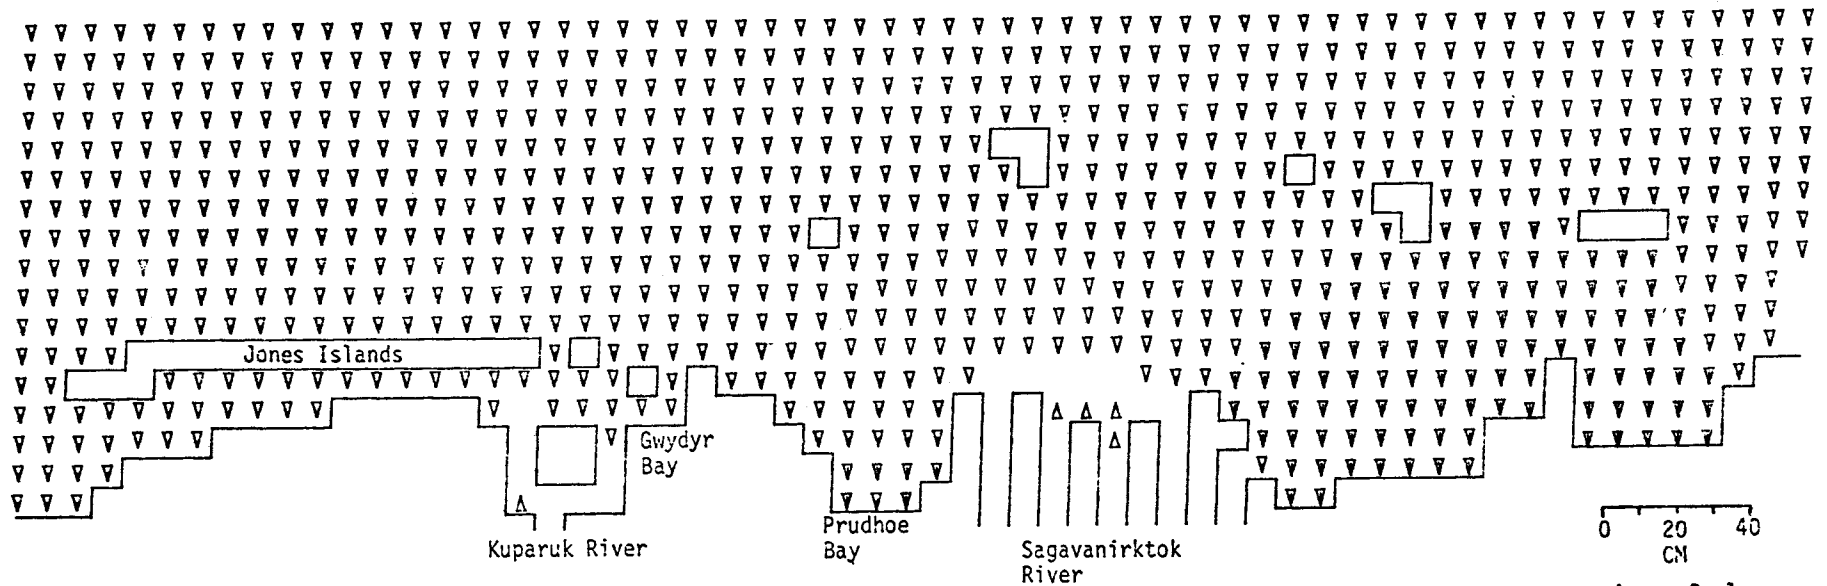 Jones Islands
Gwydyr
Bay
Kuparuk River
Prudhoe
Bay
Sagavanirktok
River
0 20 40
CM